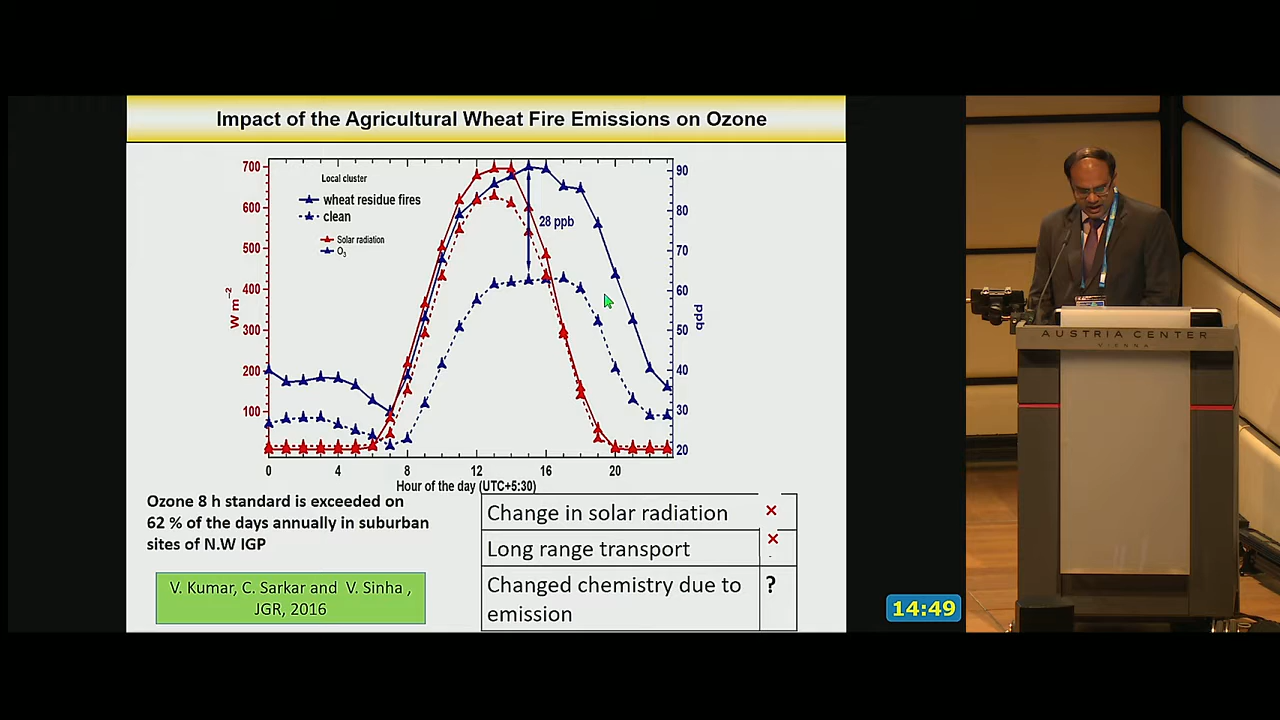 Impact of the Agricultural Wheat Fire Emissions on Ozone
Local cluster
wheat residue fires
clean
Solar radiation
O3
28 ppb
700
600
500
400
300
200
100
W m−2
90
80
70
60
50
40
30
20
ppb
0 4 8 12 16 20
Hour of the day (UTC+5:30)
Ozone 8 h standard is exceeded on
62 % of the days annually in suburban
sites of N.W IGP
V. Kumar, C. Sarkar and V. Sinha ,
JGR, 2016
Change in solar radiation ×
Long range transport ×
Changed chemistry due to ?
emission
14:49
AUSTRIA CENTER
VIENNA